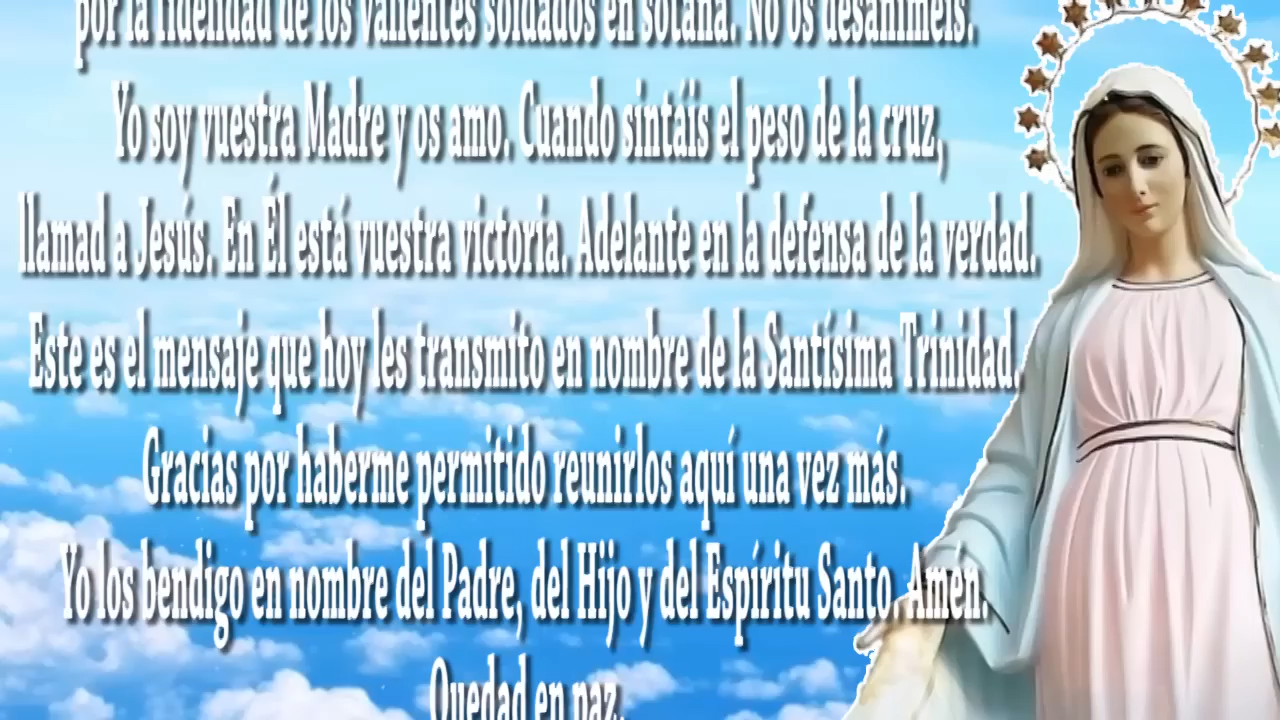 por la fidelidad de los valientes soldados en sotana. No os desaniméis.
Yo soy vuestra Madre y os amo. Cuando sintáis el peso de la cruz,
llamad a Jesús. En Él está vuestra victoria. Adelante en la defensa de la verdad.
Este es el mensaje que hoy les transmito en nombre de la Santísima Trinidad.
Gracias por haberme permitido reunirlos aquí una vez más.
Yo los bendigo en nombre del Padre, del Hijo y del Espíritu Santo. Amén.
Quedad en paz.